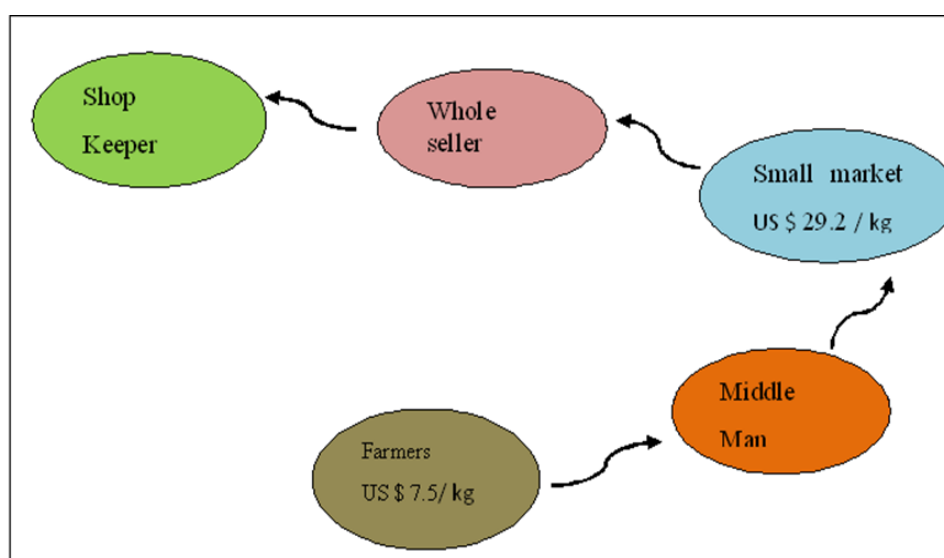 Shop
Keeper
Whole
seller
Small market
US $ 29.2 / kg
Middle
Man
Farmers
US $ 7.5/ kg